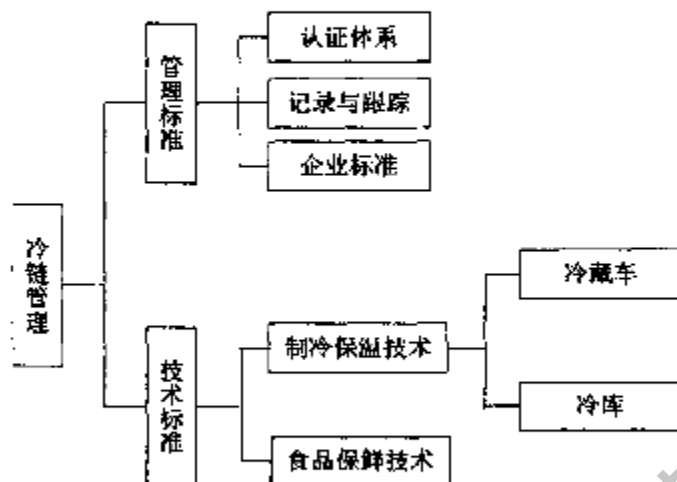 冷链管理
管理标准
认证体系
记录与跟踪
企业标准
技术标准
制冷保温技术
冷藏车
冷库
食品保鲜技术